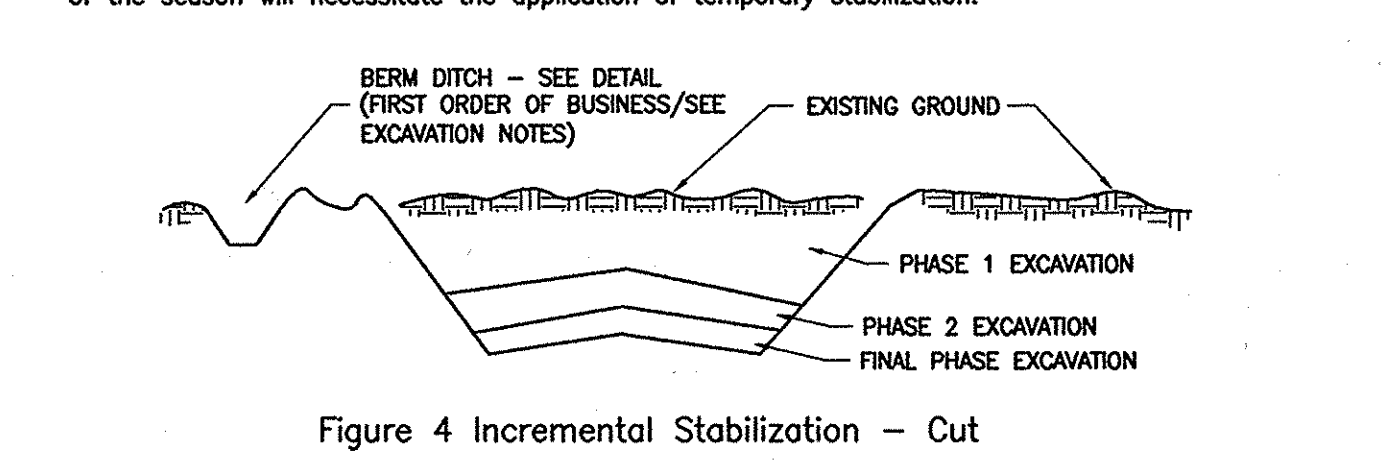 of the season will necessitate the application of temporary stabilization.
BERM DITCH – SEE DETAIL
(FIRST ORDER OF BUSINESS/SEE
EXCAVATION NOTES)
EXISTING GROUND
PHASE 1 EXCAVATION
PHASE 2 EXCAVATION
FINAL PHASE EXCAVATION
Figure 4 Incremental Stabilization – Cut